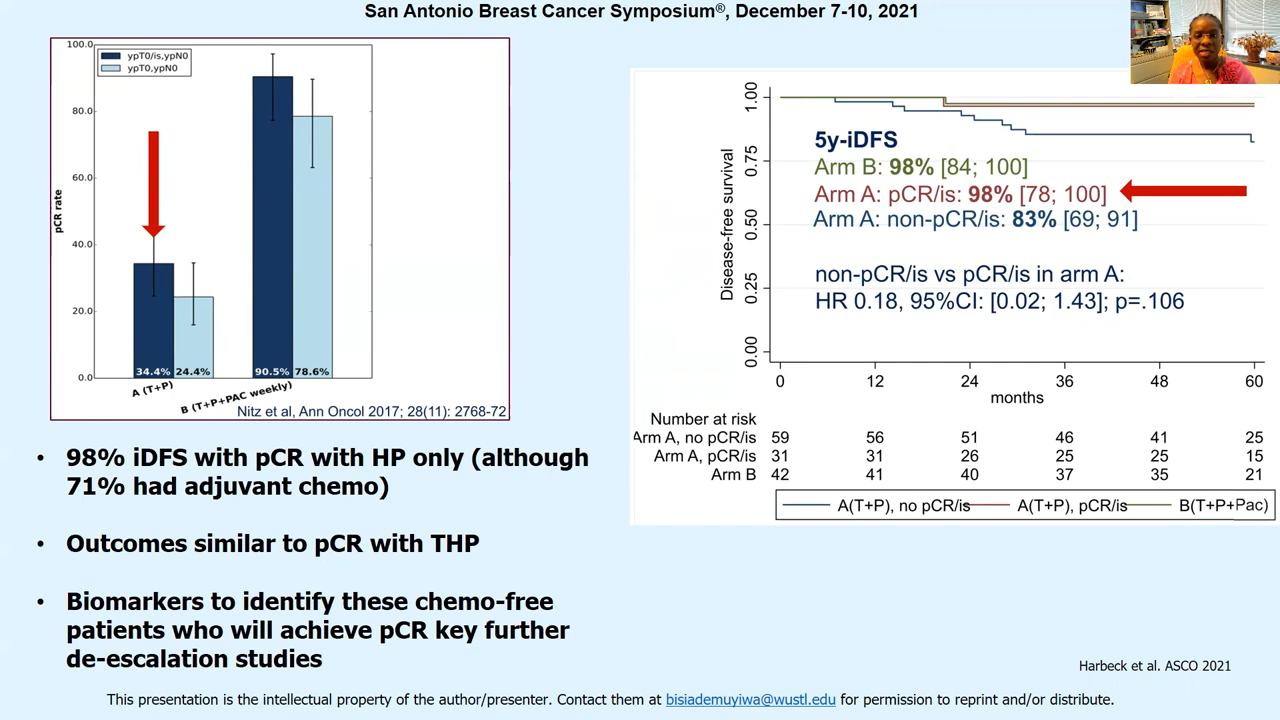 San Antonio Breast Cancer Symposium®, December 7-10, 2021
100.0
80.0
60.0
40.0
20.0
0.0
pCR rate
ypT0/is,ypN0
ypT0,ypN0
34.4%
24.4%
90.5%
78.6%
A (T+P)
B (T+P+PAC weekly)
Nitz et al, Ann Oncol 2017; 28(11): 2768-72
• 98% iDFS with pCR with HP only (although
71% had adjuvant chemo)
• Outcomes similar to pCR with THP
• Biomarkers to identify these chemo-free
patients who will achieve pCR key further
de-escalation studies
1.00
0.75
0.50
0.25
0.00
Disease-free survival
5y-iDFS
Arm B: 98% [84; 100]
Arm A: pCR/is: 98% [78; 100]
Arm A: non-pCR/is: 83% [69; 91]
non-pCR/is vs pCR/is in arm A:
HR 0.18, 95%CI: [0.02; 1.43]; p=.106
0 12 24 36 48 60
months
Number at risk
Arm A, no pCR/is 59 56 51 46 41 25
Arm A, pCR/is 31 31 26 25 25 15
Arm B 42 41 40 37 35 21
A(T+P), no pCR/is A(T+P), pCR/is B(T+P+Pac)
Harbeck et al. ASCO 2021
This presentation is the intellectual property of the author/presenter. Contact them at bisiademuyiwa@wustl.edu for permission to reprint and/or distribute.